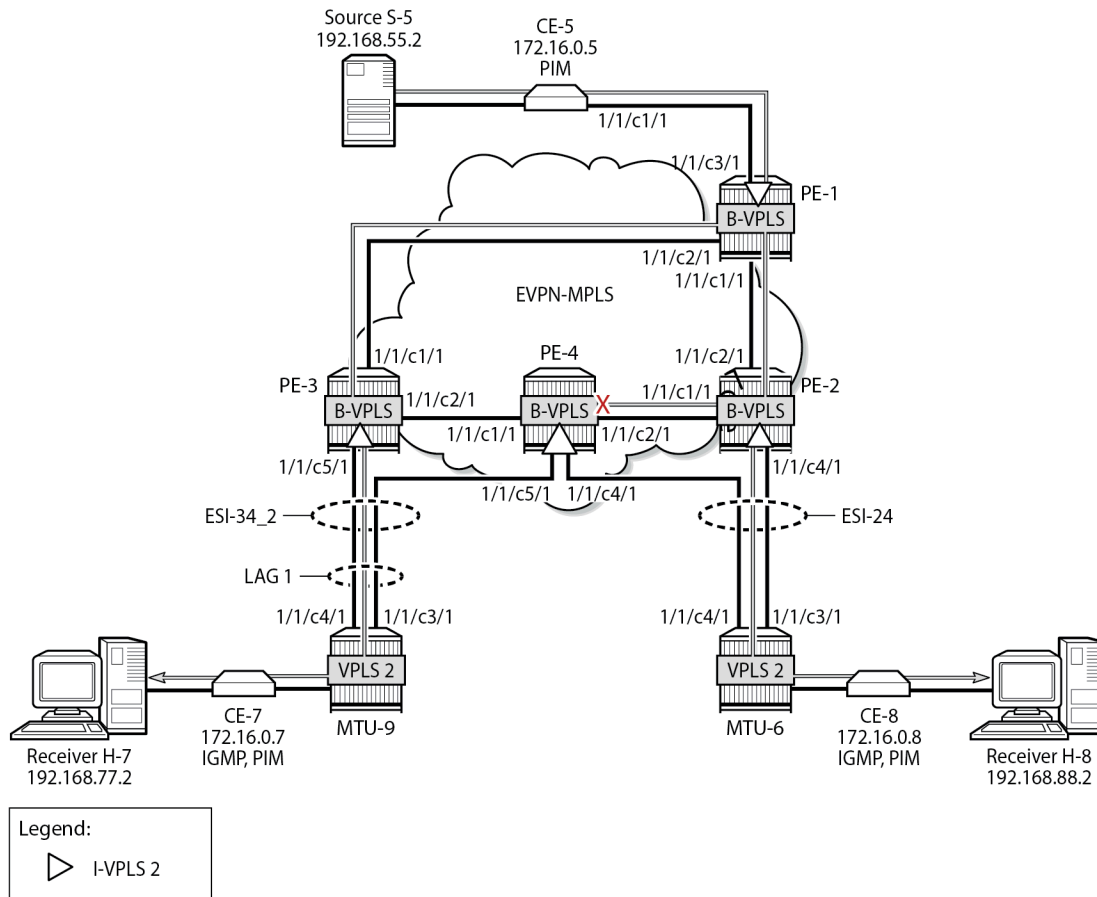 Source S-5
192.168.55.2
CE-5
172.16.0.5
PIM
1/1/c1/1
1/1/c3/1
PE-1
B-VPLS
1/1/c2/1
1/1/c1/1
EVPN-MPLS
1/1/c1/1
PE-4
1/1/c2/1
PE-3
1/1/c1/1
PE-2
B-VPLS
1/1/c2/1
B-VPLS
X
B-VPLS
1/1/c1/1
1/1/c2/1
1/1/c5/1
1/1/c4/1
1/1/c5/1
1/1/c4/1
ESI-34_2
ESI-24
LAG 1
1/1/c4/1
1/1/c3/1
1/1/c4/1
1/1/c3/1
VPLS 2
VPLS 2
CE-7
172.16.0.7
IGMP, PIM
MTU-9
MTU-6
CE-8
172.16.0.8
IGMP, PIM
Receiver H-7
192.168.77.2
Receiver H-8
192.168.88.2
Legend:
I-VPLS 2